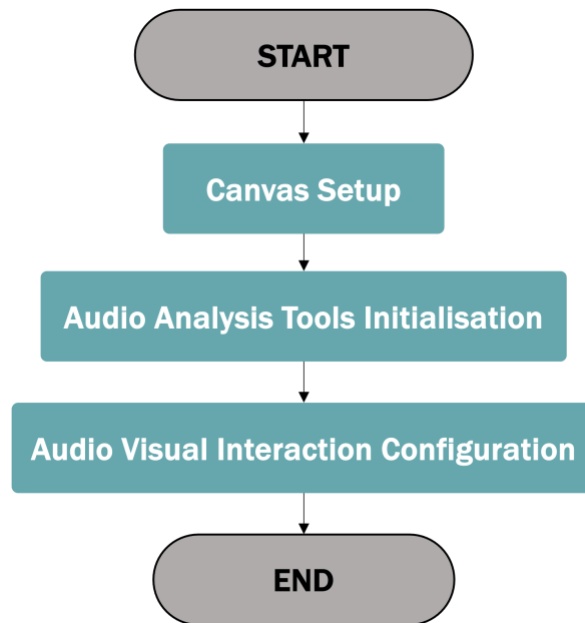 START
Canvas Setup
Audio Analysis Tools Initialisation
Audio Visual Interaction Configuration
END